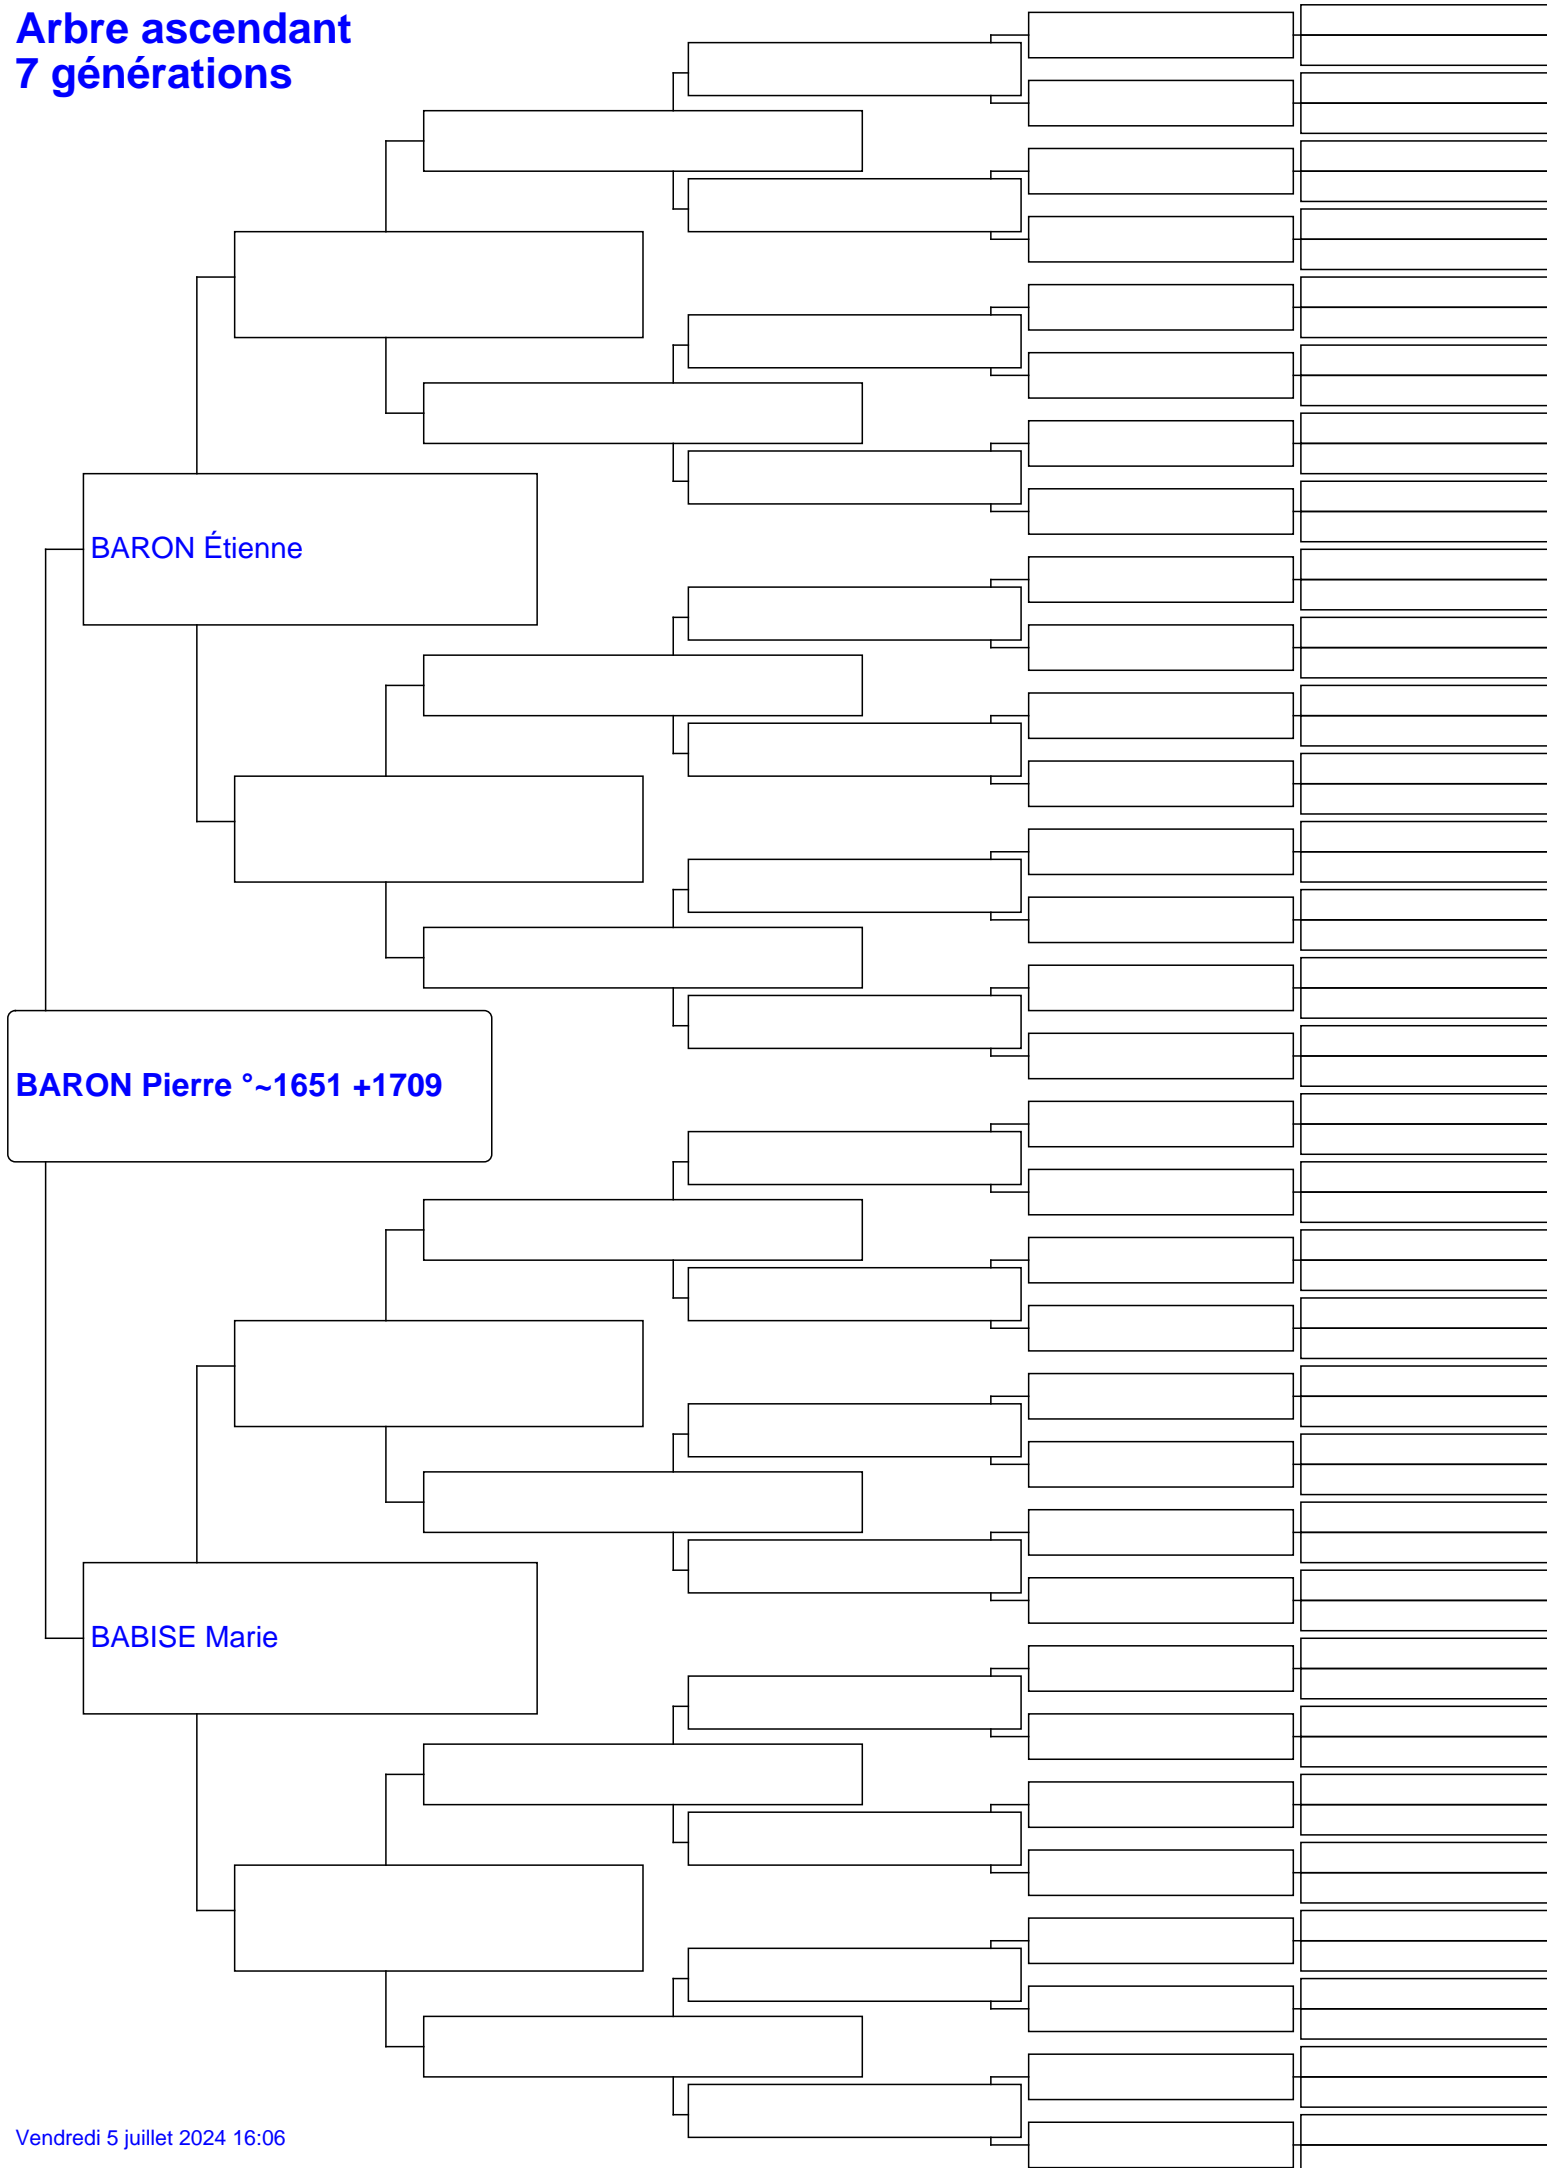 Arbre ascendant
7 générations
BARON Étienne
BARON Pierre °~1651 +1709
BABISE Marie
Vendredi 5 juillet 2024 16:06